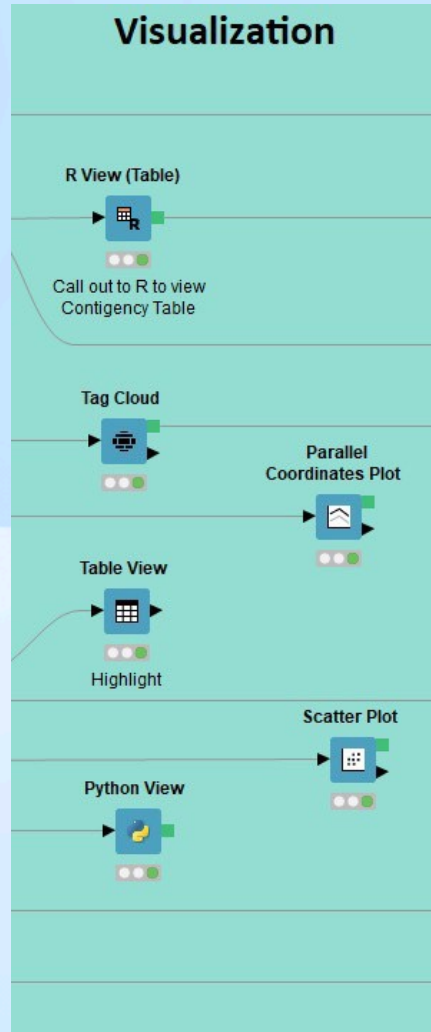 Visualization
R View (Table)
R
Call out to R to view
Contigency Table
Tag Cloud
Parallel
Coordinates Plot
Table View
Highlight
Scatter Plot
Python View